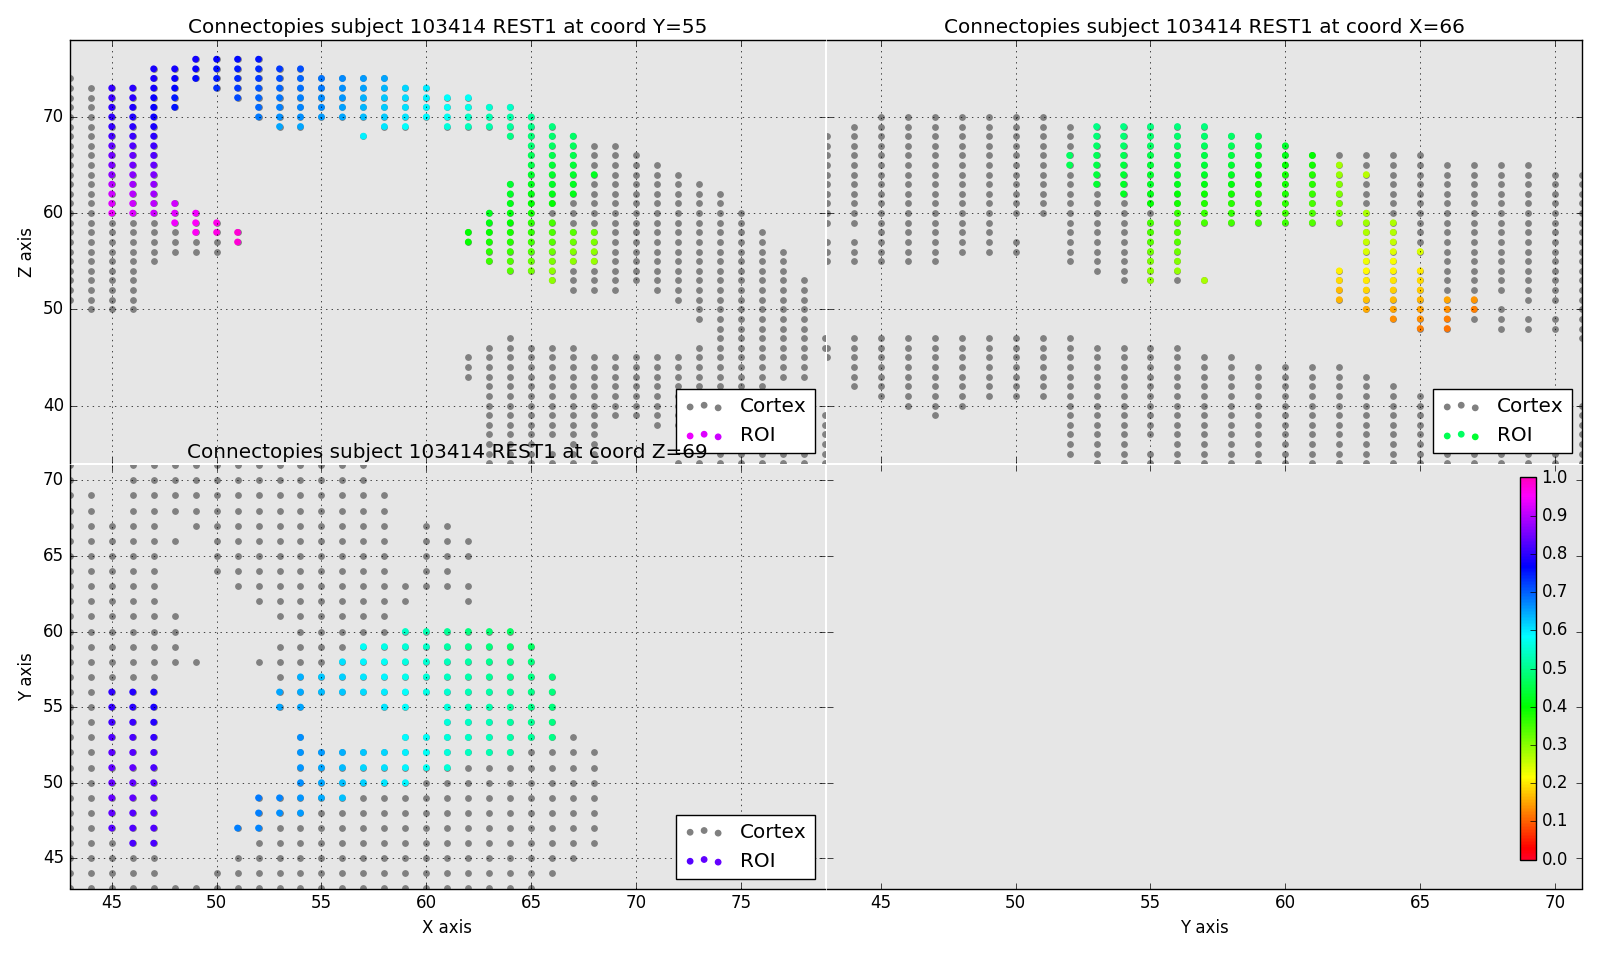 Connectopies subject 103414 REST1 at coord Y=55
Connectopies subject 103414 REST1 at coord X=66
70
60
50
40
Z axis
Cortex
ROI
Cortex
ROI
Connectopies subject 103414 REST1 at coord Z=69
70
65
60
55
50
45
Y axis
Cortex
ROI
1.0
0.9
0.8
0.7
0.6
0.5
0.4
0.3
0.2
0.1
0.0
45 50 55 60 65 70 75
X axis
45 50 55 60 65 70
Y axis